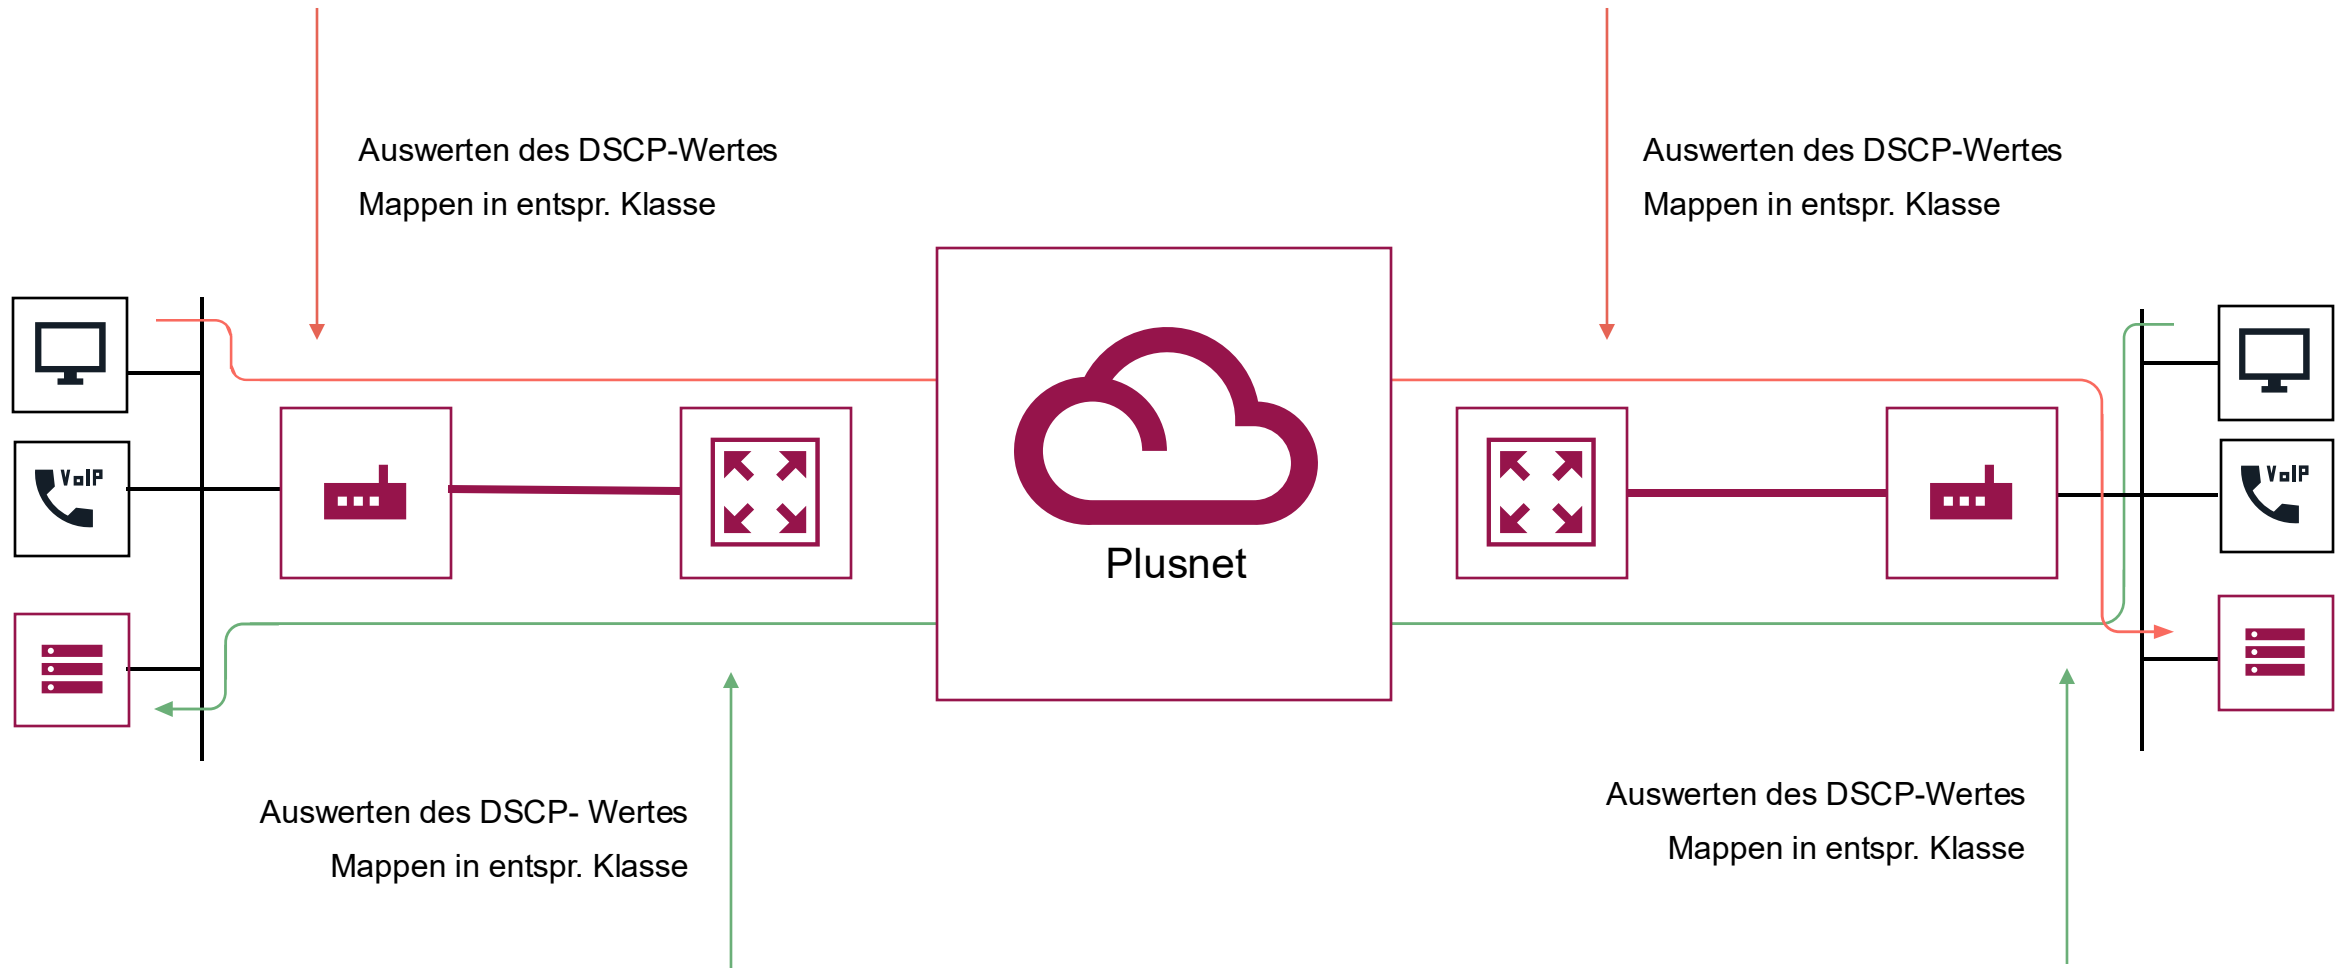 Auswerten des DSCP-Wertes
Mappen in entspr. Klasse
Auswerten des DSCP-Wertes
Mappen in entspr. Klasse
VoIP
Plusnet
VoIP
Auswerten des DSCP- Wertes
Mappen in entspr. Klasse
Auswerten des DSCP-Wertes
Mappen in entspr. Klasse